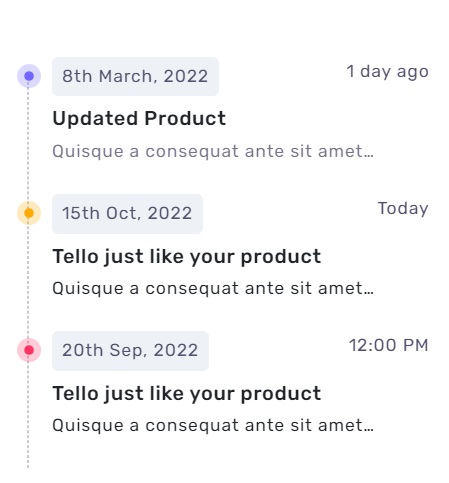 8th March, 2022 1 day ago
Updated Product
Quisque a consequat ante sit amet…
15th Oct, 2022 Today
Tello just like your product
Quisque a consequat ante sit amet…
20th Sep, 2022 12:00 PM
Tello just like your product
Quisque a consequat ante sit amet…